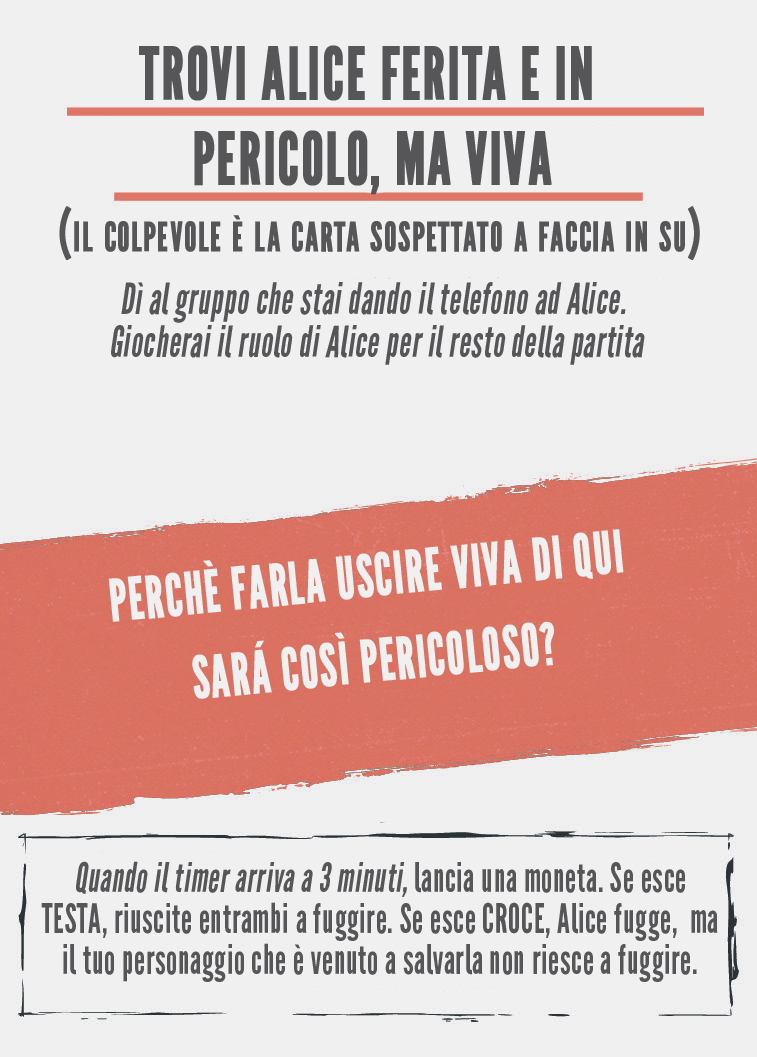 TROVI ALICE FERITA E IN
PERICOLO, MA VIVA
(IL COLPEVOLE È LA CARTA SOSPETTATO A FACCIA IN SU)
Dì al gruppo che stai dando il telefono ad Alice.
Giocherai il ruolo di Alice per il resto della partita
PERCHÈ FARLA USCIRE VIVA DI QUI
SARÁ COSÌ PERICOLOSO?
Quando il timer arriva a 3 minuti, lancia una moneta. Se esce
TESTA, riuscite entrambi a fuggire. Se esce CROCE, Alice fugge, ma
il tuo personaggio che è venuto a salvarla non riesce a fuggire.